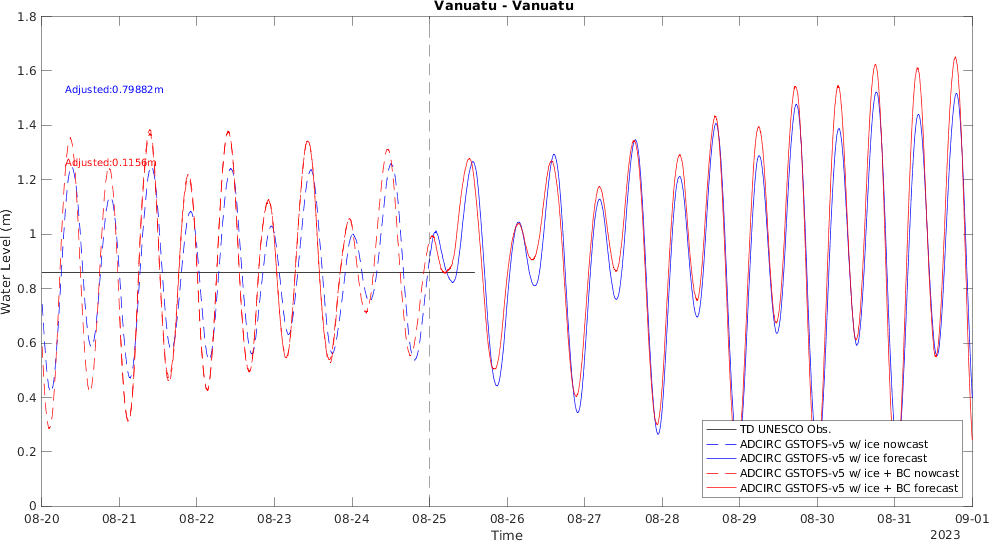 Vanuatu - Vanuatu
1.8
1.6
1.4
1.2
1
0.8
0.6
0.4
0.2
0
Water Level (m)
Adjusted:0.79882m
Adjusted:0.1156m
TD UNESCO Obs.
ADCIRC GSTOFS-v5 w/ ice nowcast
ADCIRC GSTOFS-v5 w/ ice forecast
ADCIRC GSTOFS-v5 w/ ice + BC nowcast
ADCIRC GSTOFS-v5 w/ ice + BC forecast
08-20 08-21 08-22 08-23 08-24 08-25 08-26 08-27 08-28 08-29 08-30 08-31 09-01
Time
2023